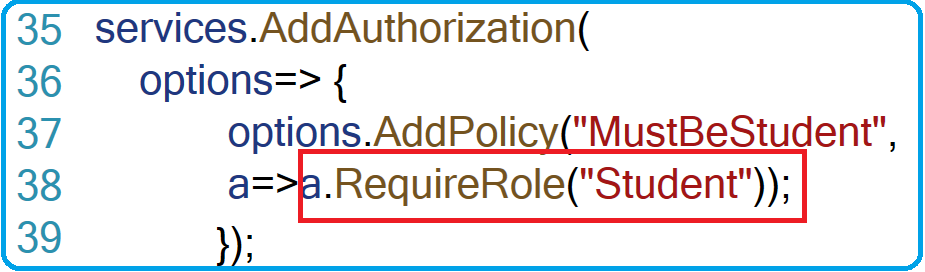 35 services.AddAuthorization(
36 options=> {
37 options.AddPolicy("MustBeStudent",
38 a=>a.RequireRole("Student"));
39 });